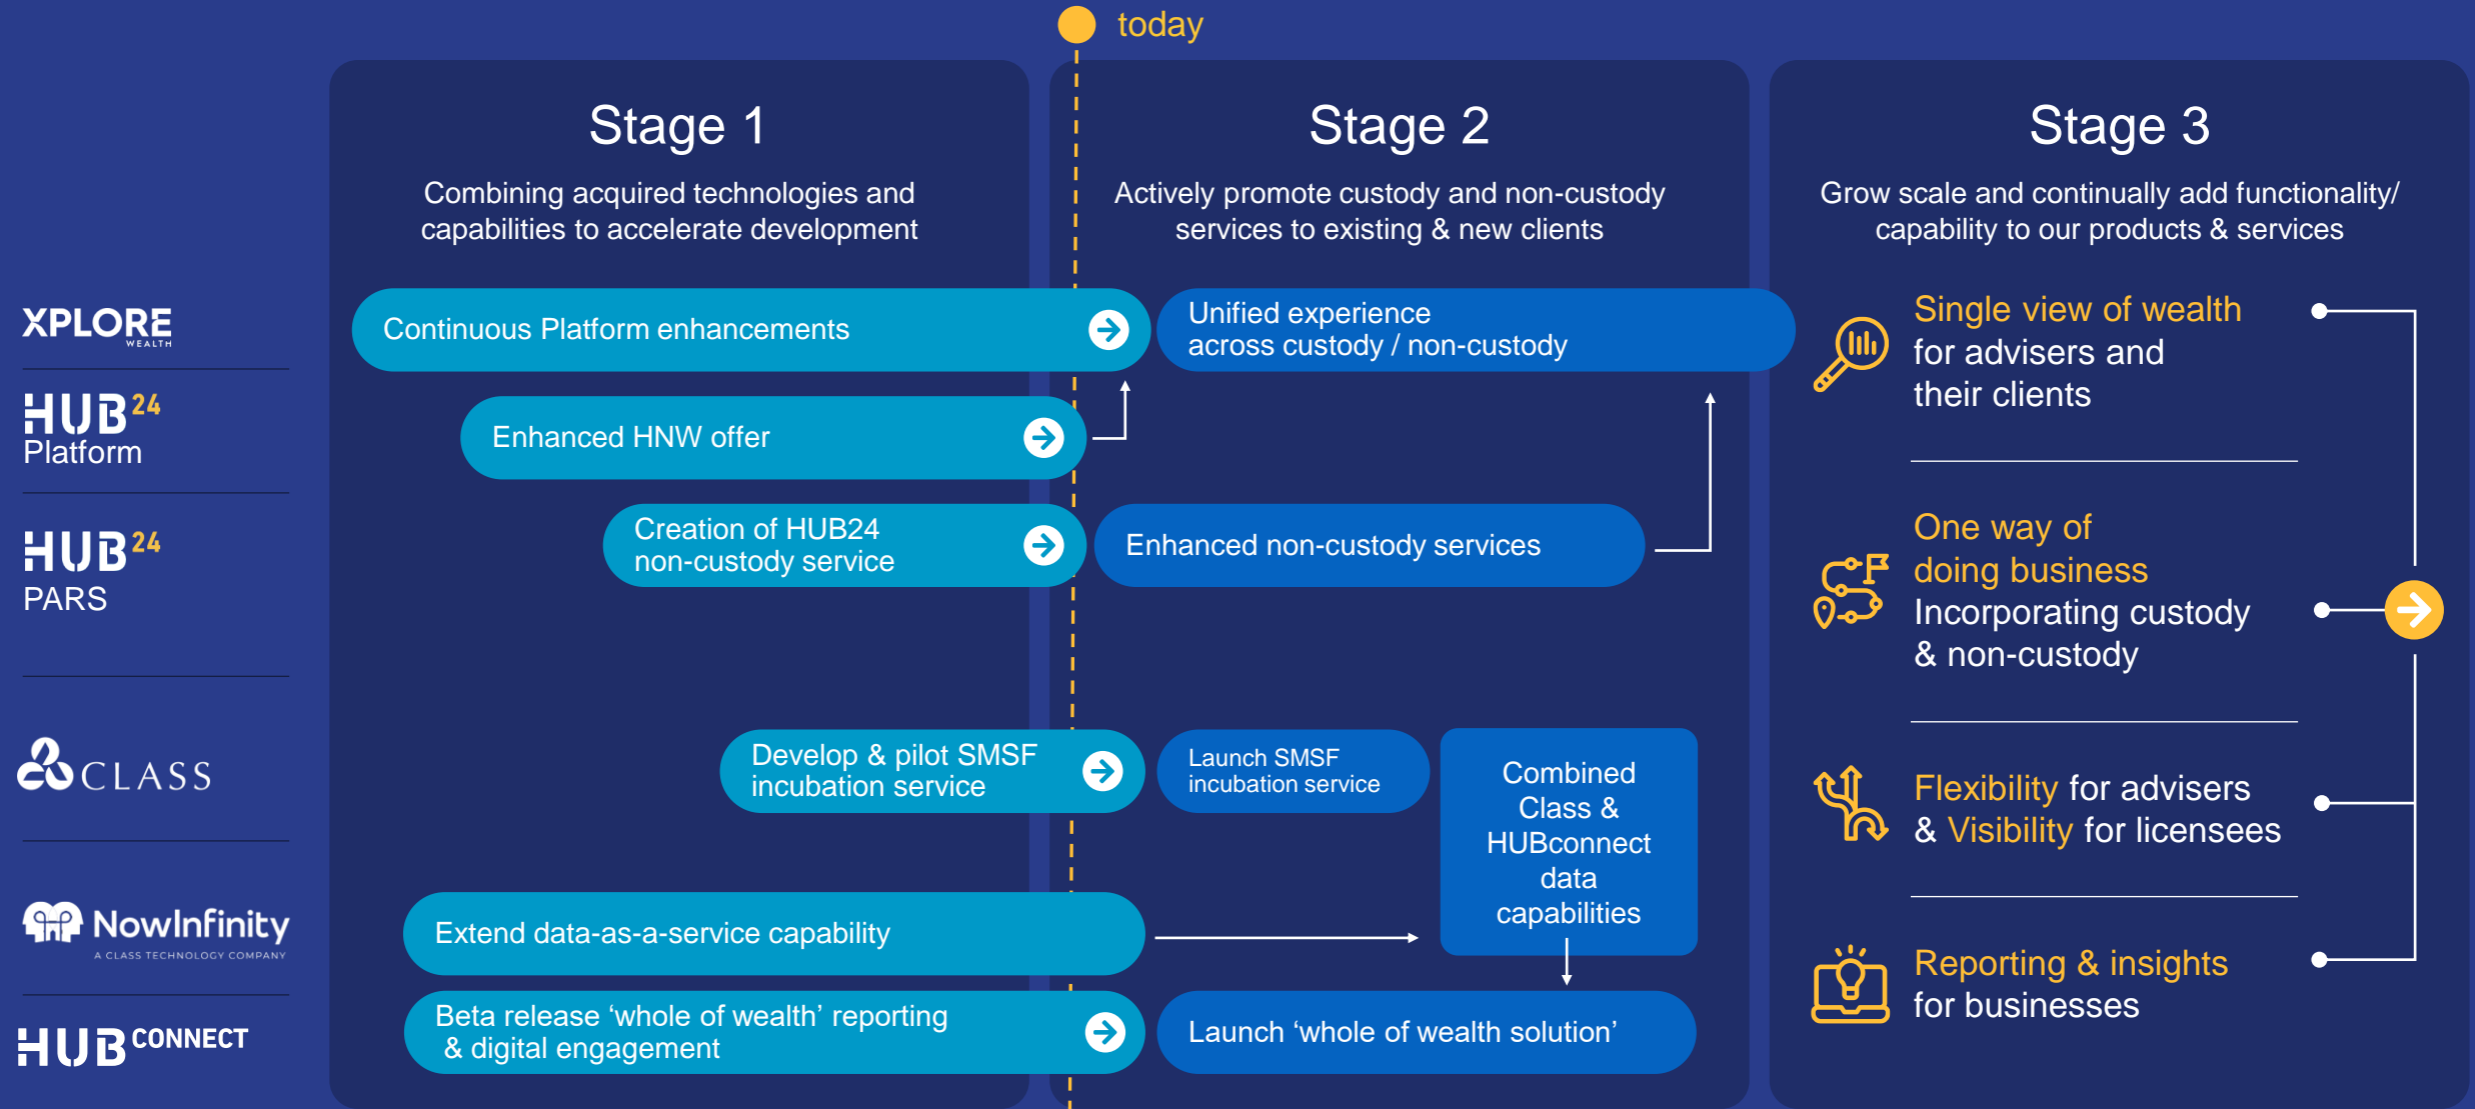 today
Stage 1
Combining acquired technologies and
capabilities to accelerate development
Stage 2
Actively promote custody and non-custody
services to existing & new clients
Stage 3
Grow scale and continually add functionality/
capability to our products & services
XPLORE
WEALTH
HUB24
Platform
HUB24
PARS
CLASS
NowInfinity
A CLASS TECHNOLOGY COMPANY
HUB CONNECT
Continuous Platform enhancements
Enhanced HNW offer
Creation of HUB24
non-custody service
Develop & pilot SMSF
incubation service
Extend data-as-a-service capability
Beta release ‘whole of wealth’ reporting
& digital engagement
Unified experience
across custody / non-custody
Enhanced non-custody services
Launch SMSF
incubation service
Combined
Class &
HUBconnect
data
capabilities
Launch ‘whole of wealth solution’
Single view of wealth
for advisers and
their clients
One way of
doing business
Incorporating custody
& non-custody
Flexibility for advisers
& Visibility for licensees
Reporting & insights
for businesses